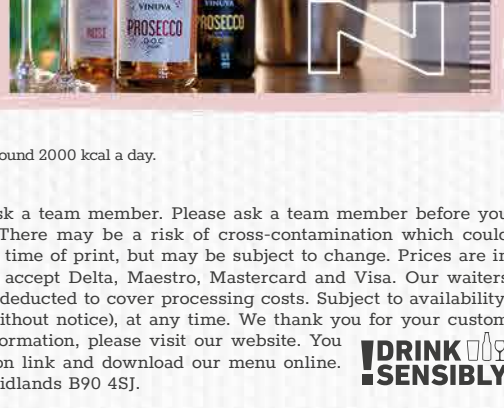 VINUVA
VINUVA
ROSÉ
PROSECCO
D.O.C.
PROSECCO
N
ound 2000 kcal a day.
sk a team member. Please ask a team member before you
There may be a risk of cross-contamination which could
time of print, but may be subject to change. Prices are in
accept Delta, Maestro, Mastercard and Visa. Our waiters
deducted to cover processing costs. Subject to availability
ithout notice), at any time. We thank you for your custom
ormation, please visit our website. You
on link and download our menu online.
idlands B90 4SJ.
!DRINK
SENSIBLY